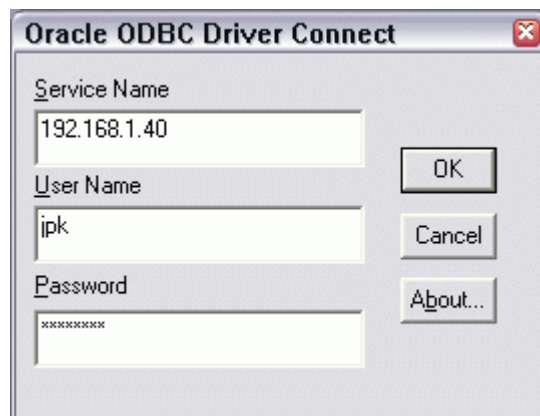 Oracle ODBC Driver Connect
Service Name
192.168.1.40
OK
User Name
jpk
Cancel
Password
About...
********